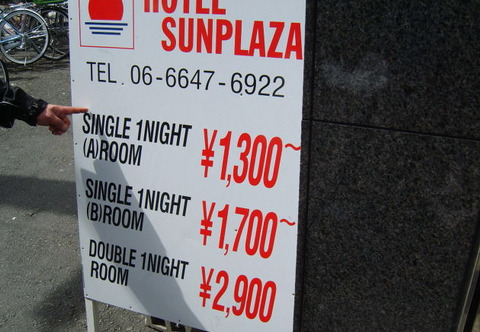 HOTEL
SUNPLAZA
TEL. 06-6647-6922
SINGLE 1NIGHT
(A)ROOM
¥1,300~
SINGLE 1NIGHT
(B)ROOM
¥1,700~
DOUBLE 1NIGHT
ROOM
¥2,900